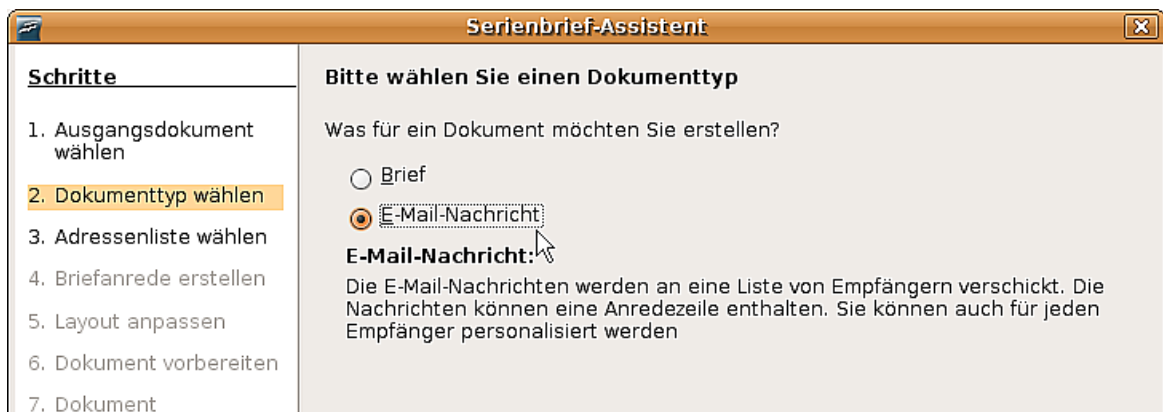 Serienbrief-Assistent
Schritte
1. Ausgangsdokument
wählen
2. Dokumenttyp wählen
3. Adressenliste wählen
4. Briefanrede erstellen
5. Layout anpassen
6. Dokument vorbereiten
7. Dokument
Bitte wählen Sie einen Dokumenttyp
Was für ein Dokument möchten Sie erstellen?
Brief
E-Mail-Nachricht
E-Mail-Nachricht:
Die E-Mail-Nachrichten werden an eine Liste von Empfängern verschickt. Die
Nachrichten können eine Anredezeile enthalten. Sie können auch für jeden
Empfänger personalisiert werden